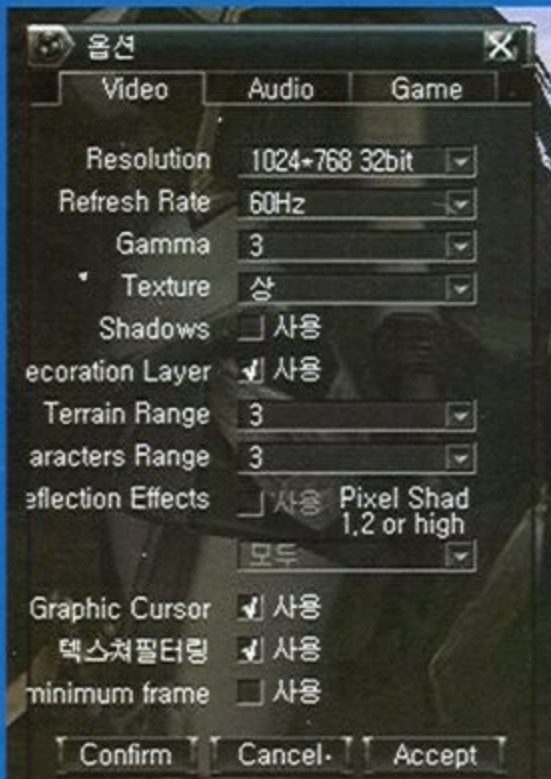 옵션
Video Audio Game
Resolution 1024*768 32bit
Refresh Rate 60Hz
Gamma 3
Texture 상
Shadows 사용
ecoration Layer 사용
Terrain Range 3
aracters Range 3
eflection Effects 사용 Pixel Shad
1,2 or high
모두
Graphic Cursor 사용
텍스쳐필터링 사용
minimum frame 사용
Confirm Cancel Accept